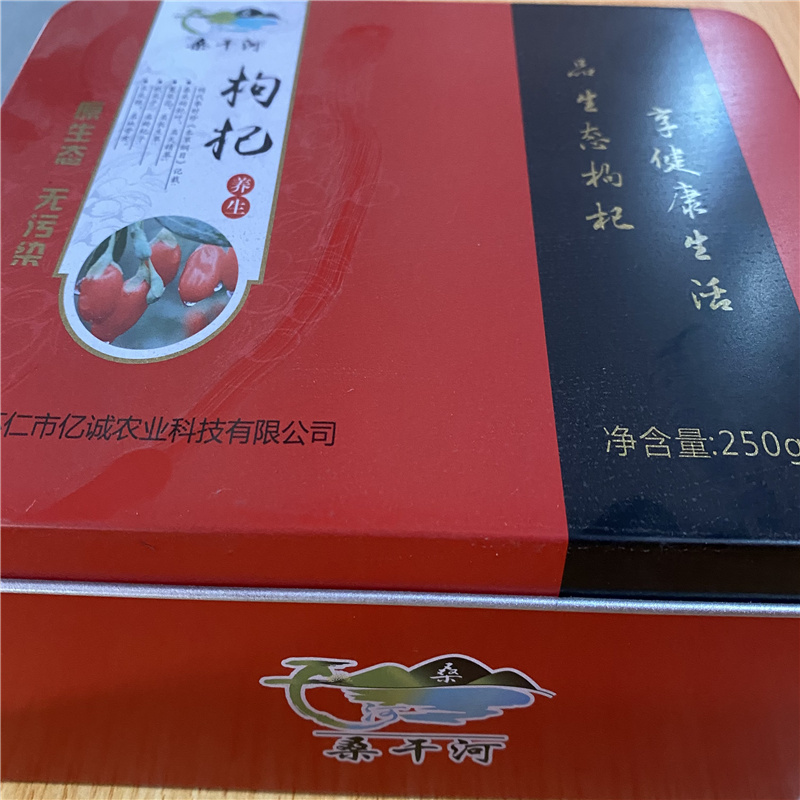 桑干河
枸杞
养生
原生态 无污染
品生态枸杞
享健康生活
仁市亿诚农业科技有限公司
净含量:250g
桑
河
桑干河